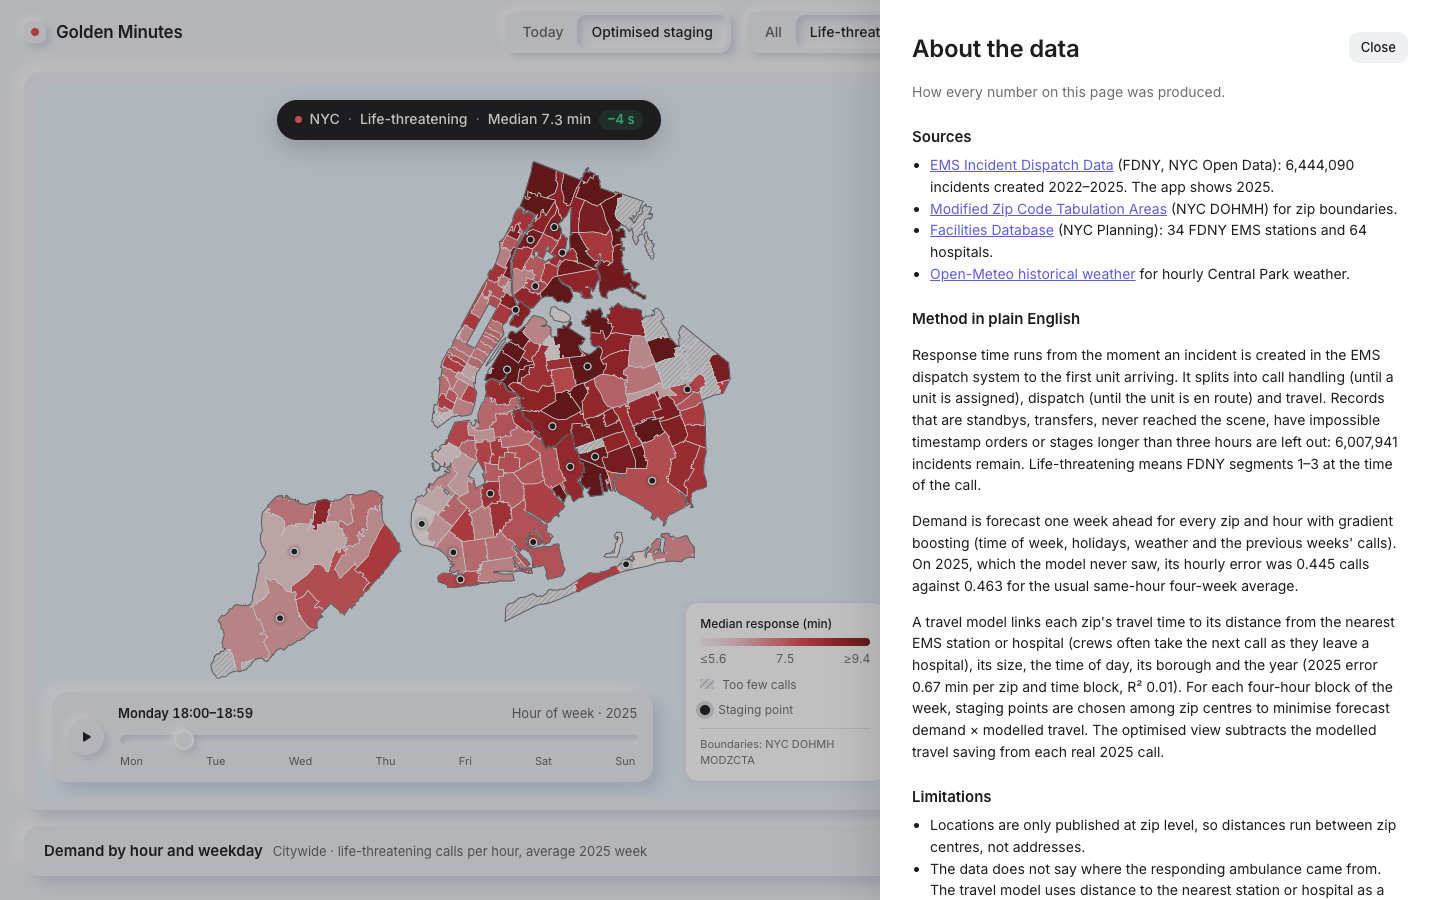 Golden Minutes
Today
Optimised staging
All
Life-threat
NYC · Life-threatening · Median 7.3 min −4 s
Median response (min)
≤5.6
7.5
≥9.4
Too few calls
Staging point
Boundaries: NYC DOHMH
MODZCTA
Monday 18:00–18:59
Hour of week · 2025
Mon
Tue
Wed
Thu
Fri
Sat
Sun
Demand by hour and weekday
Citywide · life-threatening calls per hour, average 2025 week
About the data
Close
How every number on this page was produced.
Sources
EMS Incident Dispatch Data (FDNY, NYC Open Data): 6,444,090
incidents created 2022–2025. The app shows 2025.
Modified Zip Code Tabulation Areas (NYC DOHMH) for zip boundaries.
Facilities Database (NYC Planning): 34 FDNY EMS stations and 64
hospitals.
Open-Meteo historical weather for hourly Central Park weather.
Method in plain English
Response time runs from the moment an incident is created in the EMS
dispatch system to the first unit arriving. It splits into call handling (until a
unit is assigned), dispatch (until the unit is en route) and travel. Records
that are standbys, transfers, never reached the scene, have impossible
timestamp orders or stages longer than three hours are left out: 6,007,941
incidents remain. Life-threatening means FDNY segments 1–3 at the time
of the call.
Demand is forecast one week ahead for every zip and hour with gradient
boosting (time of week, holidays, weather and the previous weeks' calls).
On 2025, which the model never saw, its hourly error was 0.445 calls
against 0.463 for the usual same-hour four-week average.
A travel model links each zip's travel time to its distance from the nearest
EMS station or hospital (crews often take the next call as they leave a
hospital), its size, the time of day, its borough and the year (2025 error
0.67 min per zip and time block, R² 0.01). For each four-hour block of the
week, staging points are chosen among zip centres to minimise forecast
demand × modelled travel. The optimised view subtracts the modelled
travel saving from each real 2025 call.
Limitations
Locations are only published at zip level, so distances run between zip
centres, not addresses.
The data does not say where the responding ambulance came from.
The travel model uses distance to the nearest station or hospital as a